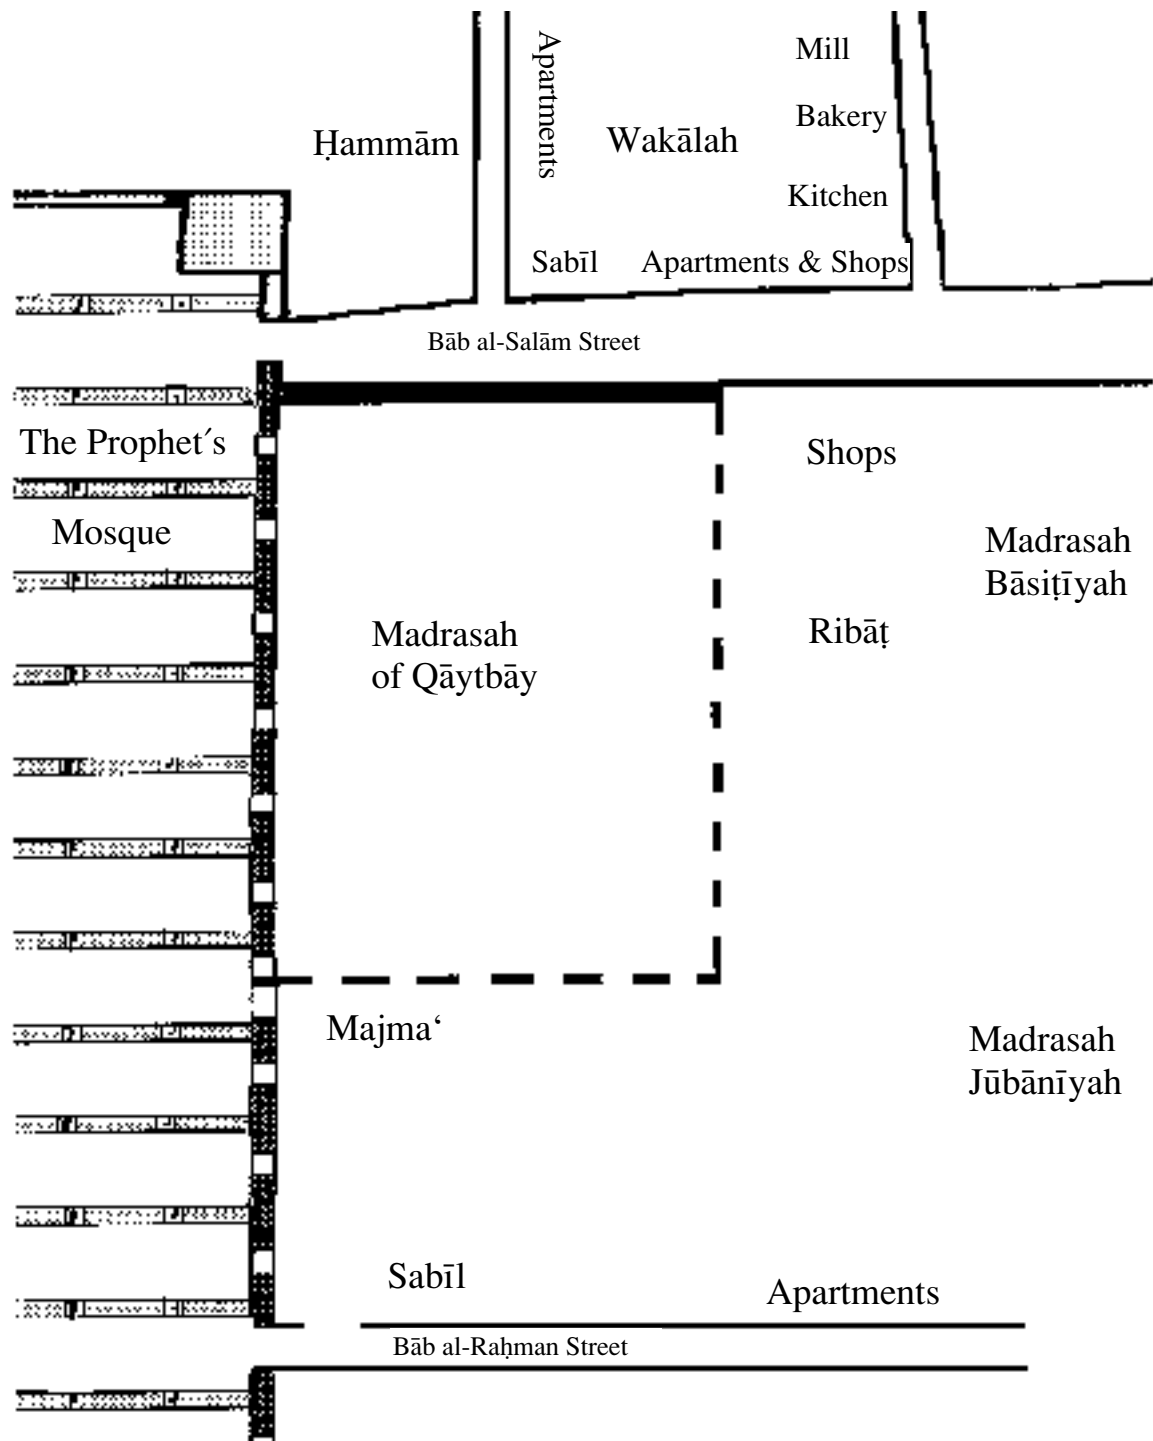 Mill
Apartments
Bakery
Ḥammām
Wakālah
Kitchen
Sabīl
Apartments & Shops
Bāb al-Salām Street
The Prophet′s
Mosque
Shops
Madrasah
Bāsiṭīyah
Madrasah
of Qāytbāy
Ribāṭ
Majma‘
Madrasah
Jūbānīyah
Sabīl
Apartments
Bāb al-Raḥman Street